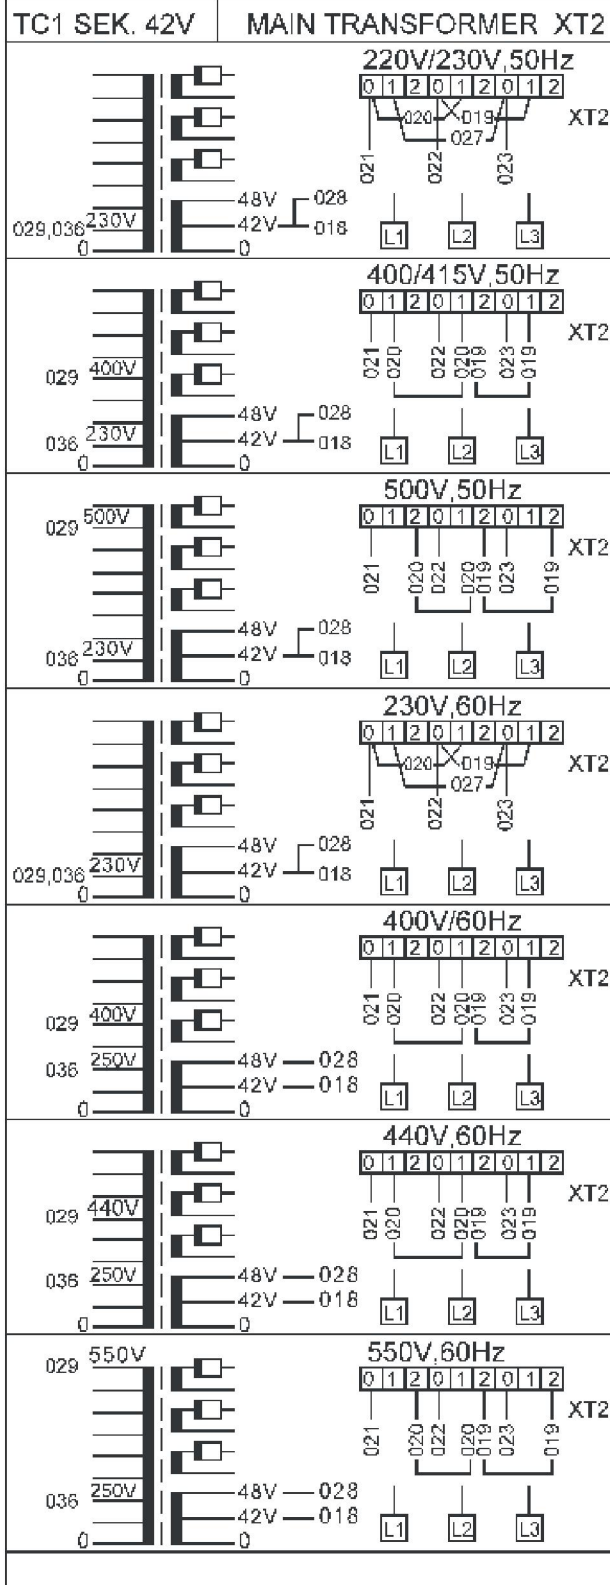 TC1 SEK. 42V MAIN TRANSFORMER XT2
220V/230V,50Hz
0 1 2 0 1 2 0 1 2
XT2
020 019
027
021 022 023
48V 028
42V 018
029,036 230V
0 0
L1 L2 L3
400/415V,50Hz
0 1 2 0 1 2 0 1 2
XT2
021 020 022 020 019 023 019
029 400V
48V 028
42V 018
036 230V
0 0
L1 L2 L3
500V,50Hz
0 1 2 0 1 2 0 1 2
029 500V
XT2
021 020 022 020 019 023 019
48V 028
42V 018
036 230V
0 0
L1 L2 L3
230V,60Hz
0 1 2 0 1 2 0 1 2
XT2
020 019
027
021 022 023
48V 028
42V 018
029,036 230V
0 0
L1 L2 L3
400V/60Hz
0 1 2 0 1 2 0 1 2
XT2
021 020 022 020 019 023 019
029 400V
036 250V
48V 028
42V 018
0 0
L1 L2 L3
440V,60Hz
0 1 2 0 1 2 0 1 2
XT2
021 020 022 020 019 023 019
029 440V
036 250V
48V 028
42V 018
0 0
L1 L2 L3
550V,60Hz
0 1 2 0 1 2 0 1 2
029 550V
XT2
021 020 022 020 019 023 019
036 250V
48V 028
42V 018
0 0
L1 L2 L3